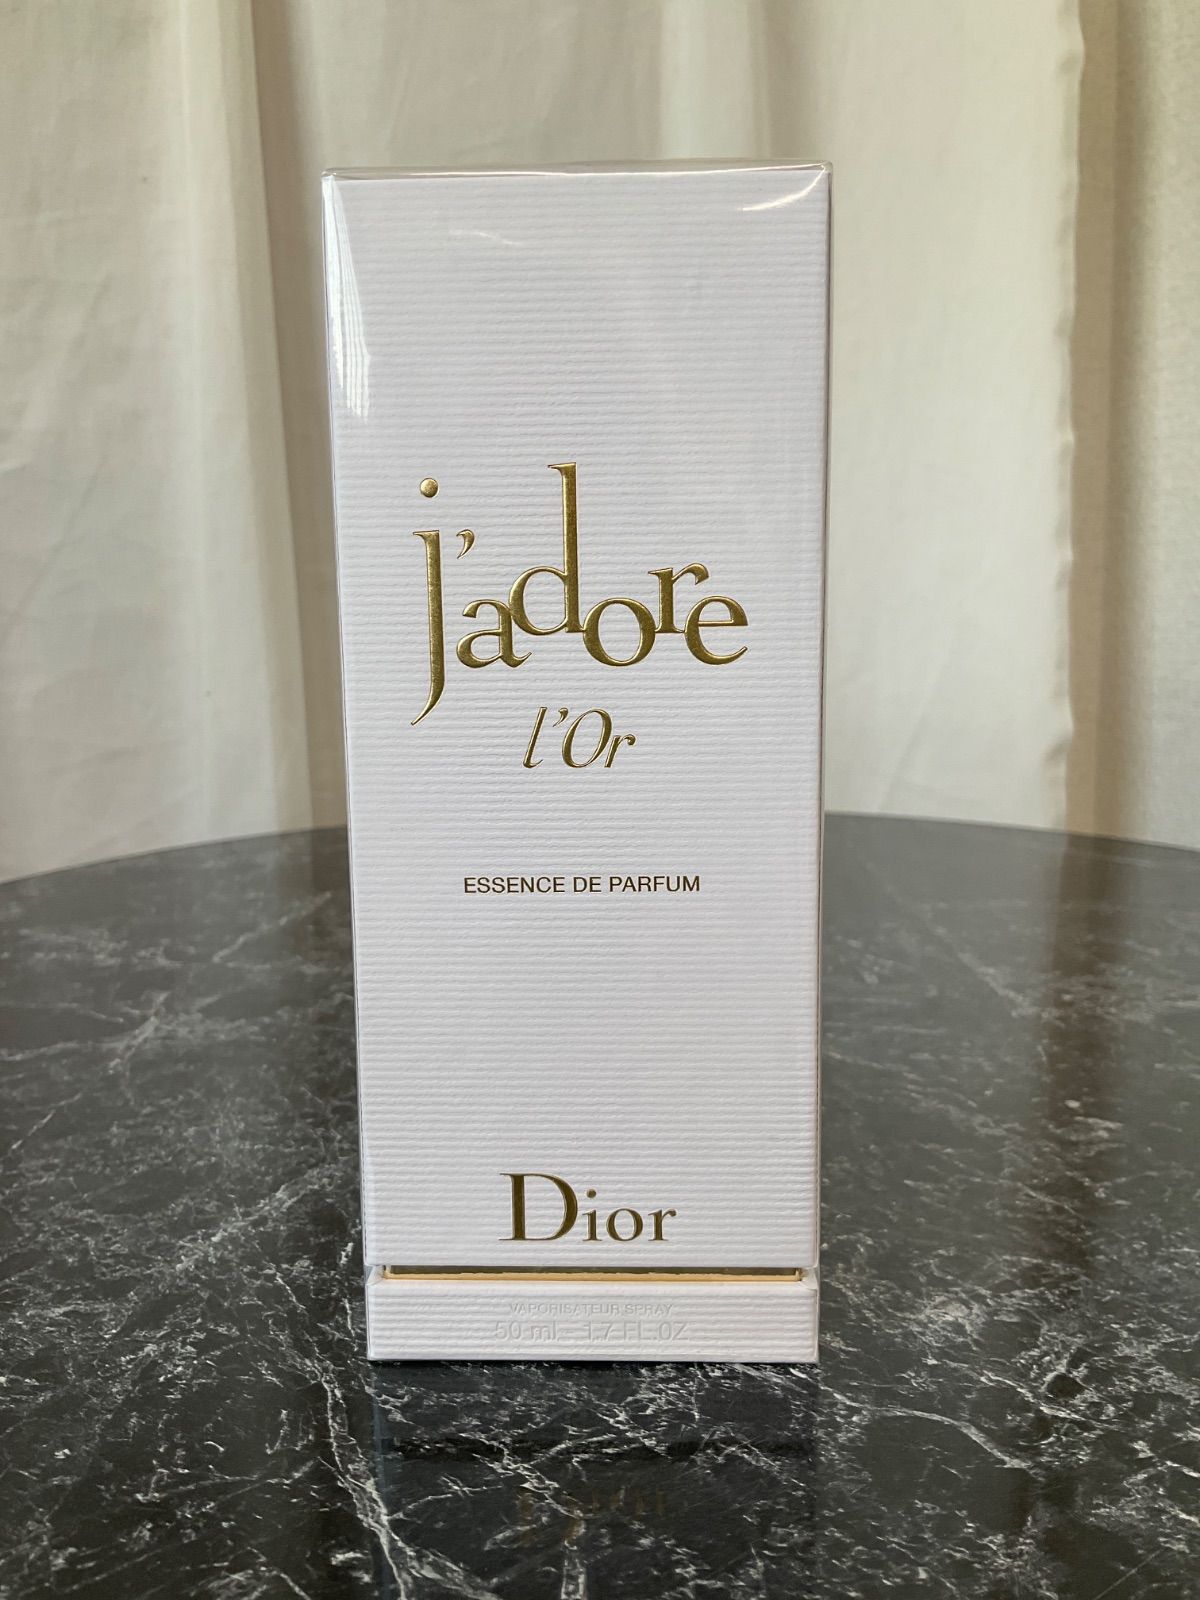 j'adore
l'Or
ESSENCE DE PARFUM
Dior
VAPORISATEUR SPRAY
50 ml - 1.7 FL.OZ